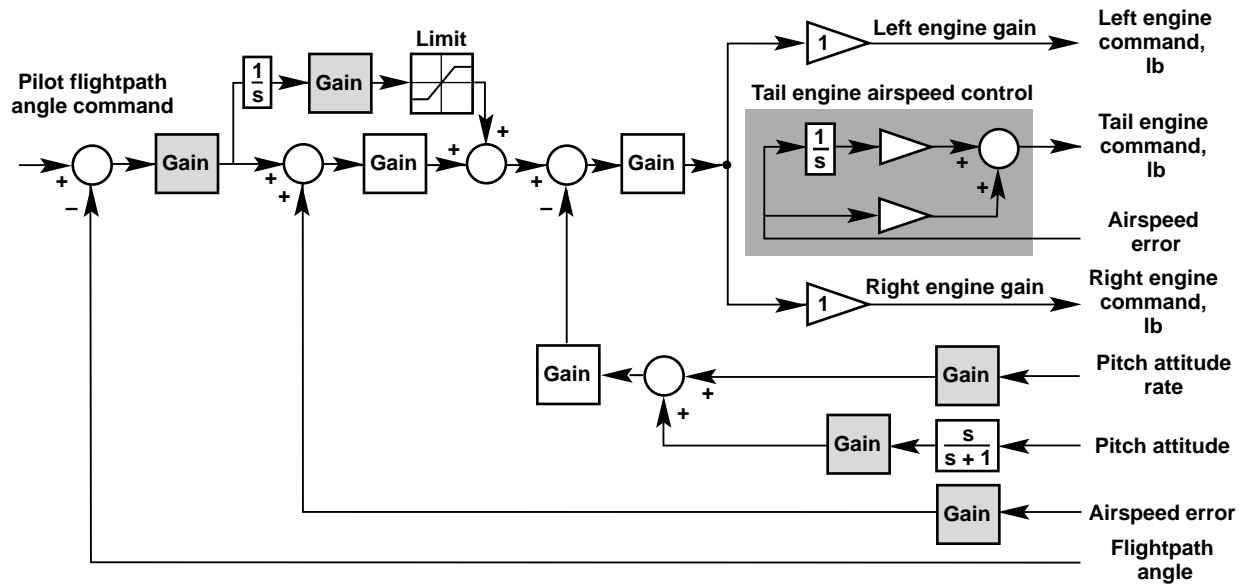 Pilot flightpath
angle command
+
–
Gain
1
s
Gain
Limit
+
+
+
Gain
+
+
+
–
Gain
1
Left engine gain
Left engine
command,
lb
Tail engine airspeed control
1
s
+
+
Tail engine
command,
lb
Airspeed
error
1
Right engine gain
Right engine
command,
lb
Gain
+
+
Gain
Pitch attitude
rate
Gain
s
s + 1
Pitch attitude
Gain
Airspeed error
Flightpath
angle